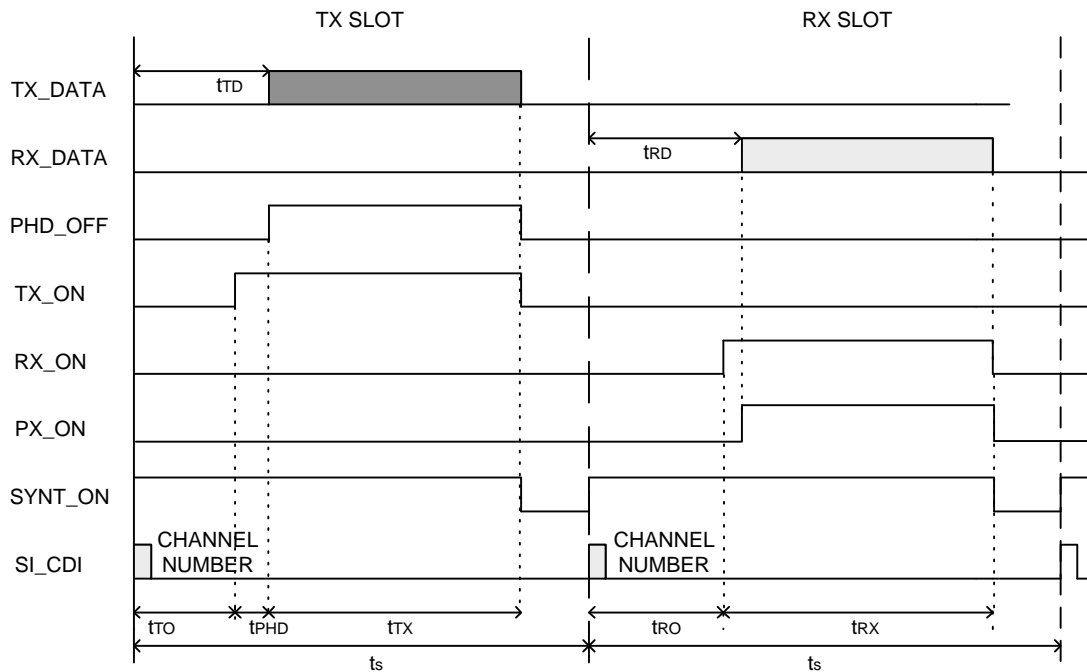 TX SLOT RX SLOT
TX_DATA
tTD
RX_DATA
tRD
PHD_OFF
TX_ON
RX_ON
PX_ON
SYNT_ON
SI_CDI
CHANNEL NUMBER
CHANNEL NUMBER
tTO tPHD tTX tRO tRX
ts ts